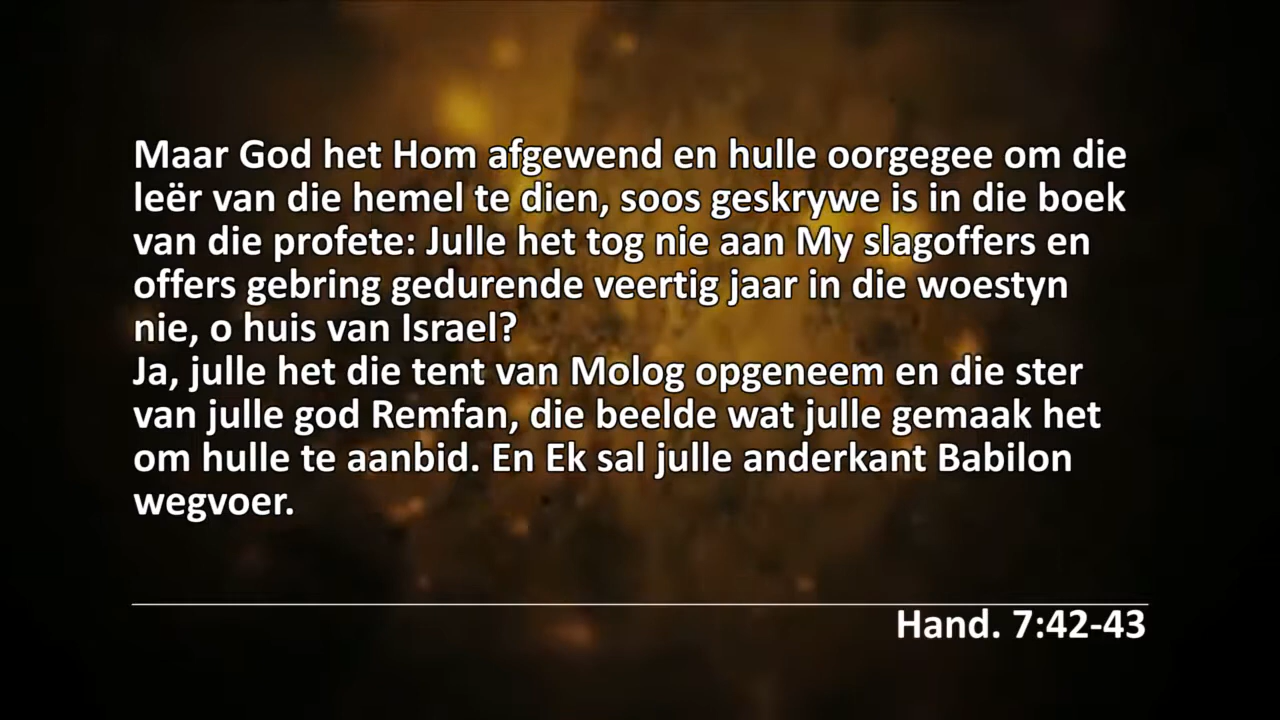 Maar God het Hom afgewend en hulle oorgegee om die
leër van die hemel te dien, soos geskrywe is in die boek
van die profete: Julle het tog nie aan My slagoffers en
offers gebring gedurende veertig jaar in die woestyn
nie, o huis van Israel?
Ja, julle het die tent van Molog opgeneem en die ster
van julle god Remfan, die beelde wat julle gemaak het
om hulle te aanbid. En Ek sal julle anderkant Babilon
wegvoer.
Hand. 7:42-43